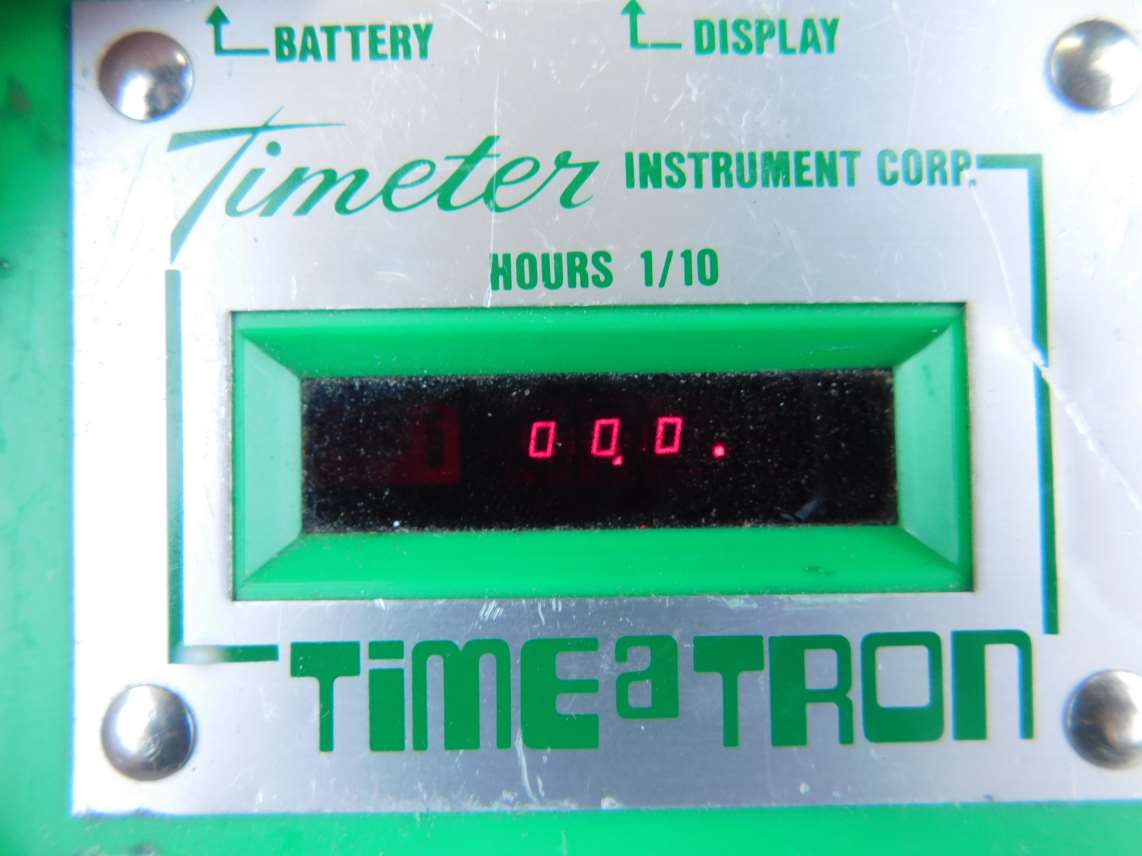 BATTERY DISPLAY
Timeter INSTRUMENT CORP.
HOURS 1/10
00.0.
TiMEaTRON